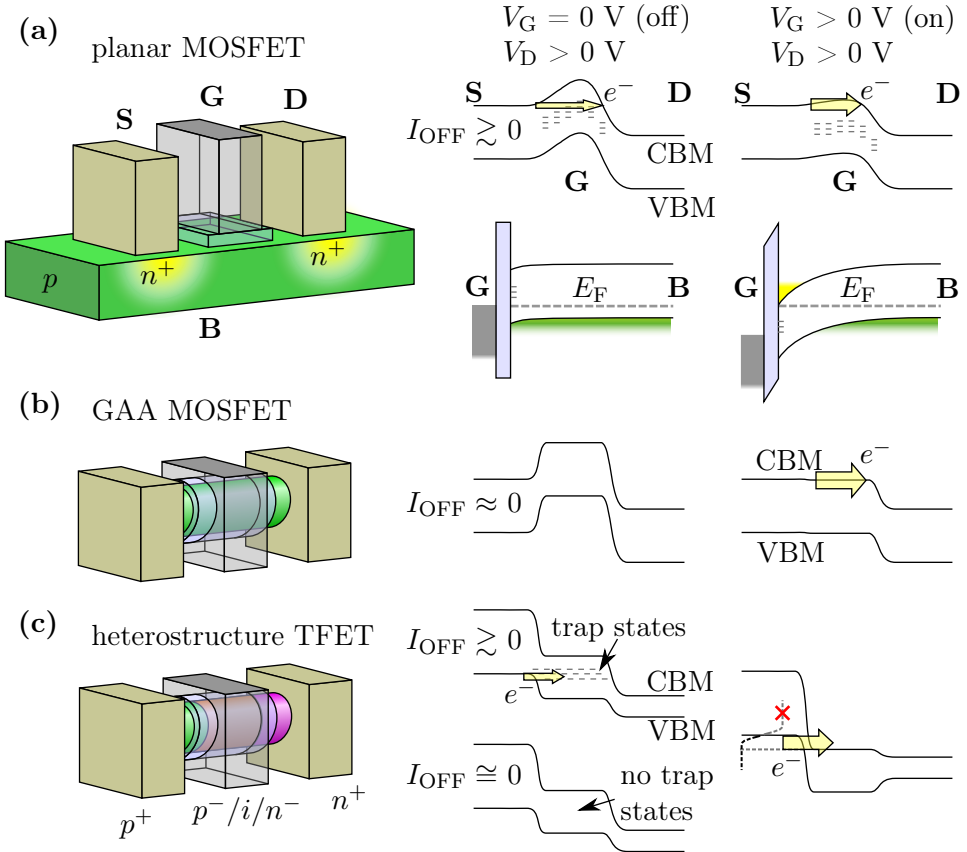 (a)
planar MOSFET
V_G = 0 V (off)
V_D > 0 V
V_G > 0 V (on)
V_D > 0 V
S
G
D
p
n⁺
n⁺
B
S
e⁻
D
I_OFF ≳ 0
CBM
G
VBM
S
e⁻
D
G
G
E_F
B
G
E_F
B
(b)
GAA MOSFET
I_OFF ≈ 0
CBM
e⁻
VBM
(c)
heterostructure TFET
p⁺
p⁻/i/n⁻
n⁺
I_OFF ≳ 0
trap states
e⁻
CBM
VBM
I_OFF ≅ 0
no trap
states
e⁻